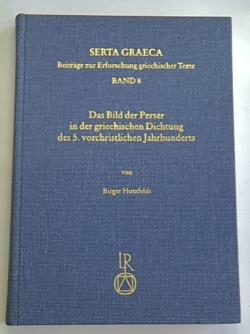 SERTA GRAECA
Beiträge zur Erforschung griechischer Texte
BAND 8
Das Bild der Perser
in der griechischen Dichtung
des 5. vorchristlichen Jahrhunderts
von
Birger Hutzfeldt
LR